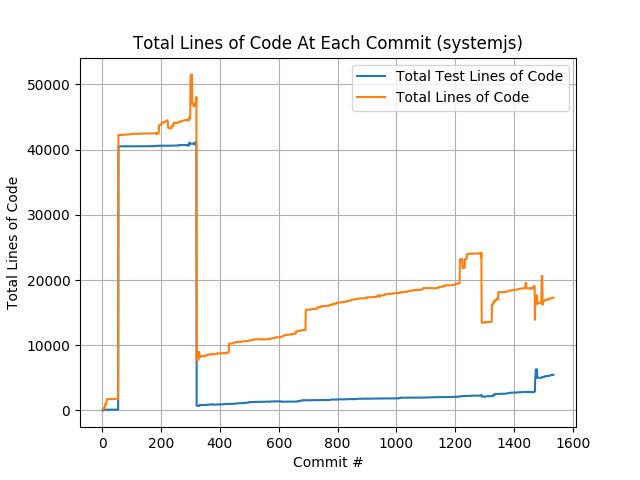 Total Lines of Code At Each Commit (systemjs)
Total Test Lines of Code
Total Lines of Code
Total Lines of Code
50000
40000
30000
20000
10000
0
0 200 400 600 800 1000 1200 1400 1600
Commit #